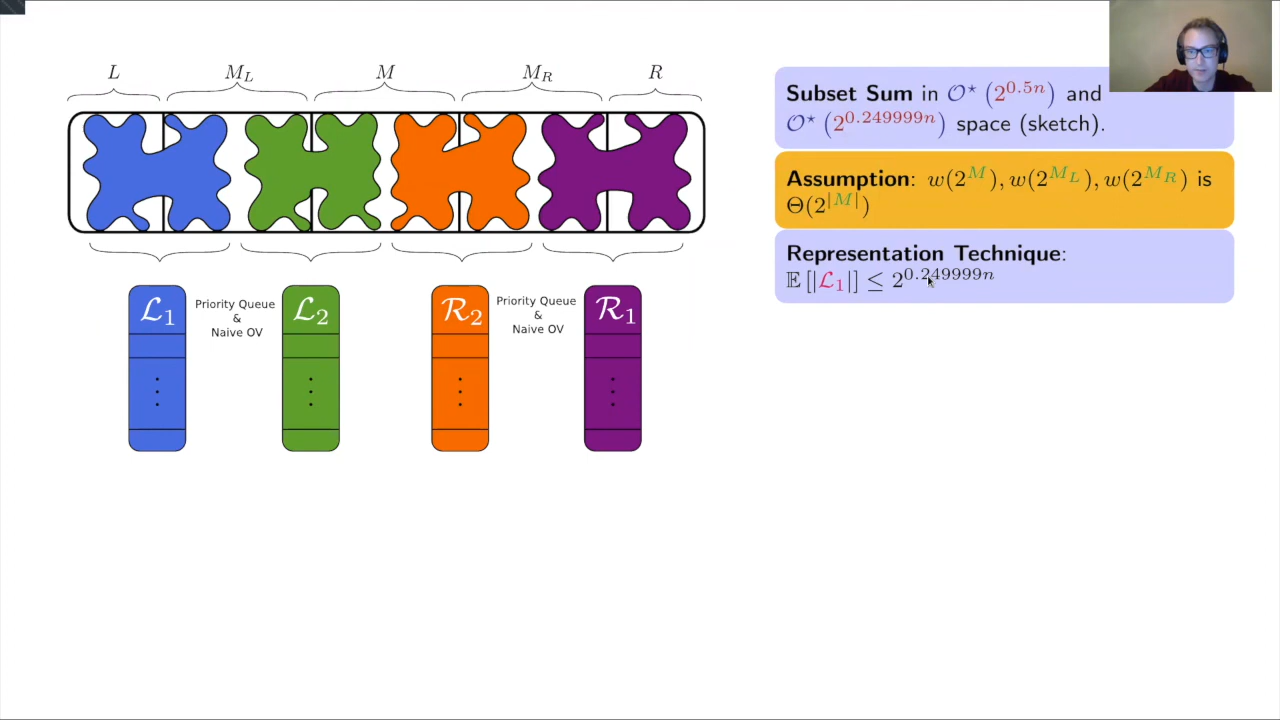 L M_L M M_R R
Subset Sum in 𝒪⋆(2^{0.5n}) and
𝒪⋆(2^{0.249999n}) space (sketch).
Assumption: w(2^M), w(2^{M_L}), w(2^{M_R}) is
Θ(2^{|M|})
Representation Technique:
𝔼[|ℒ₁|] ≤ 2^{0.249999n}
ℒ₁
Priority Queue
&
Naive OV
ℒ₂
ℛ₂
Priority Queue
&
Naive OV
ℛ₁